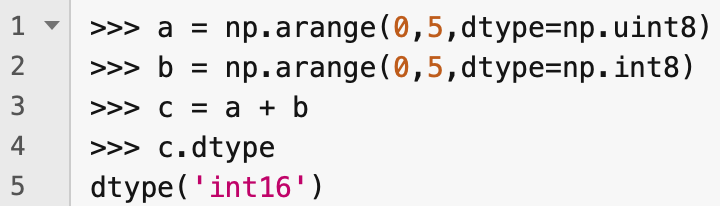 1 >>> a = np.arange(0,5,dtype=np.uint8)
2 >>> b = np.arange(0,5,dtype=np.int8)
3 >>> c = a + b
4 >>> c.dtype
5 dtype('int16')